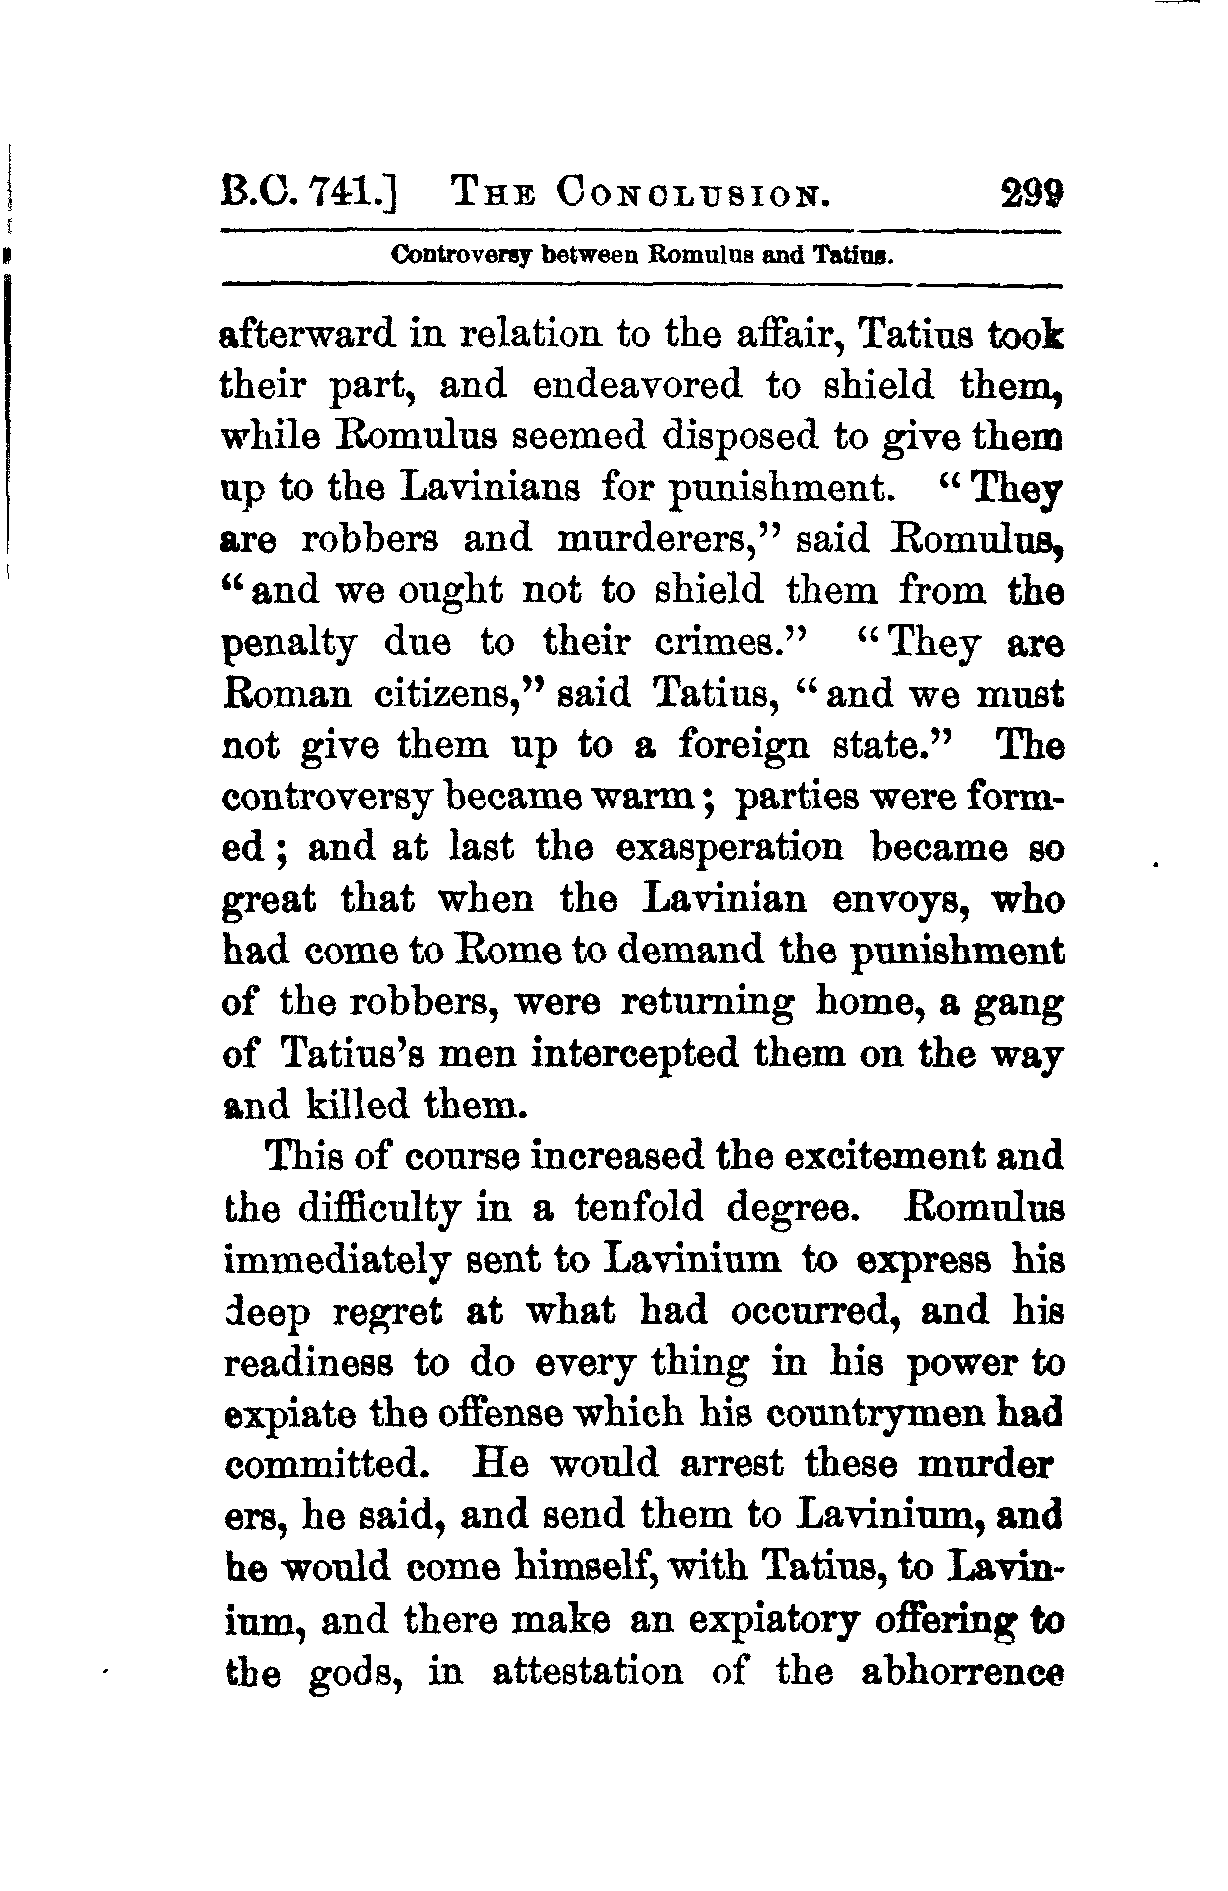 B.C. 741.] The Conclusion. 299
Controversy between Romulus and Tatius.
afterward in relation to the affair, Tatius took
their part, and endeavored to shield them,
while Romulus seemed disposed to give them
up to the Lavinians for punishment. “They
are robbers and murderers,” said Romulus,
“and we ought not to shield them from the
penalty due to their crimes.” “They are
Roman citizens,” said Tatius, “and we must
not give them up to a foreign state.” The
controversy became warm; parties were form-
ed; and at last the exasperation became so
great that when the Lavinian envoys, who
had come to Rome to demand the punishment
of the robbers, were returning home, a gang
of Tatius’s men intercepted them on the way
and killed them.
This of course increased the excitement and
the difficulty in a tenfold degree. Romulus
immediately sent to Lavinium to express his
deep regret at what had occurred, and his
readiness to do every thing in his power to
expiate the offense which his countrymen had
committed. He would arrest these murder
ers, he said, and send them to Lavinium, and
he would come himself, with Tatius, to Lavin-
ium, and there make an expiatory offering to
the gods, in attestation of the abhorrence